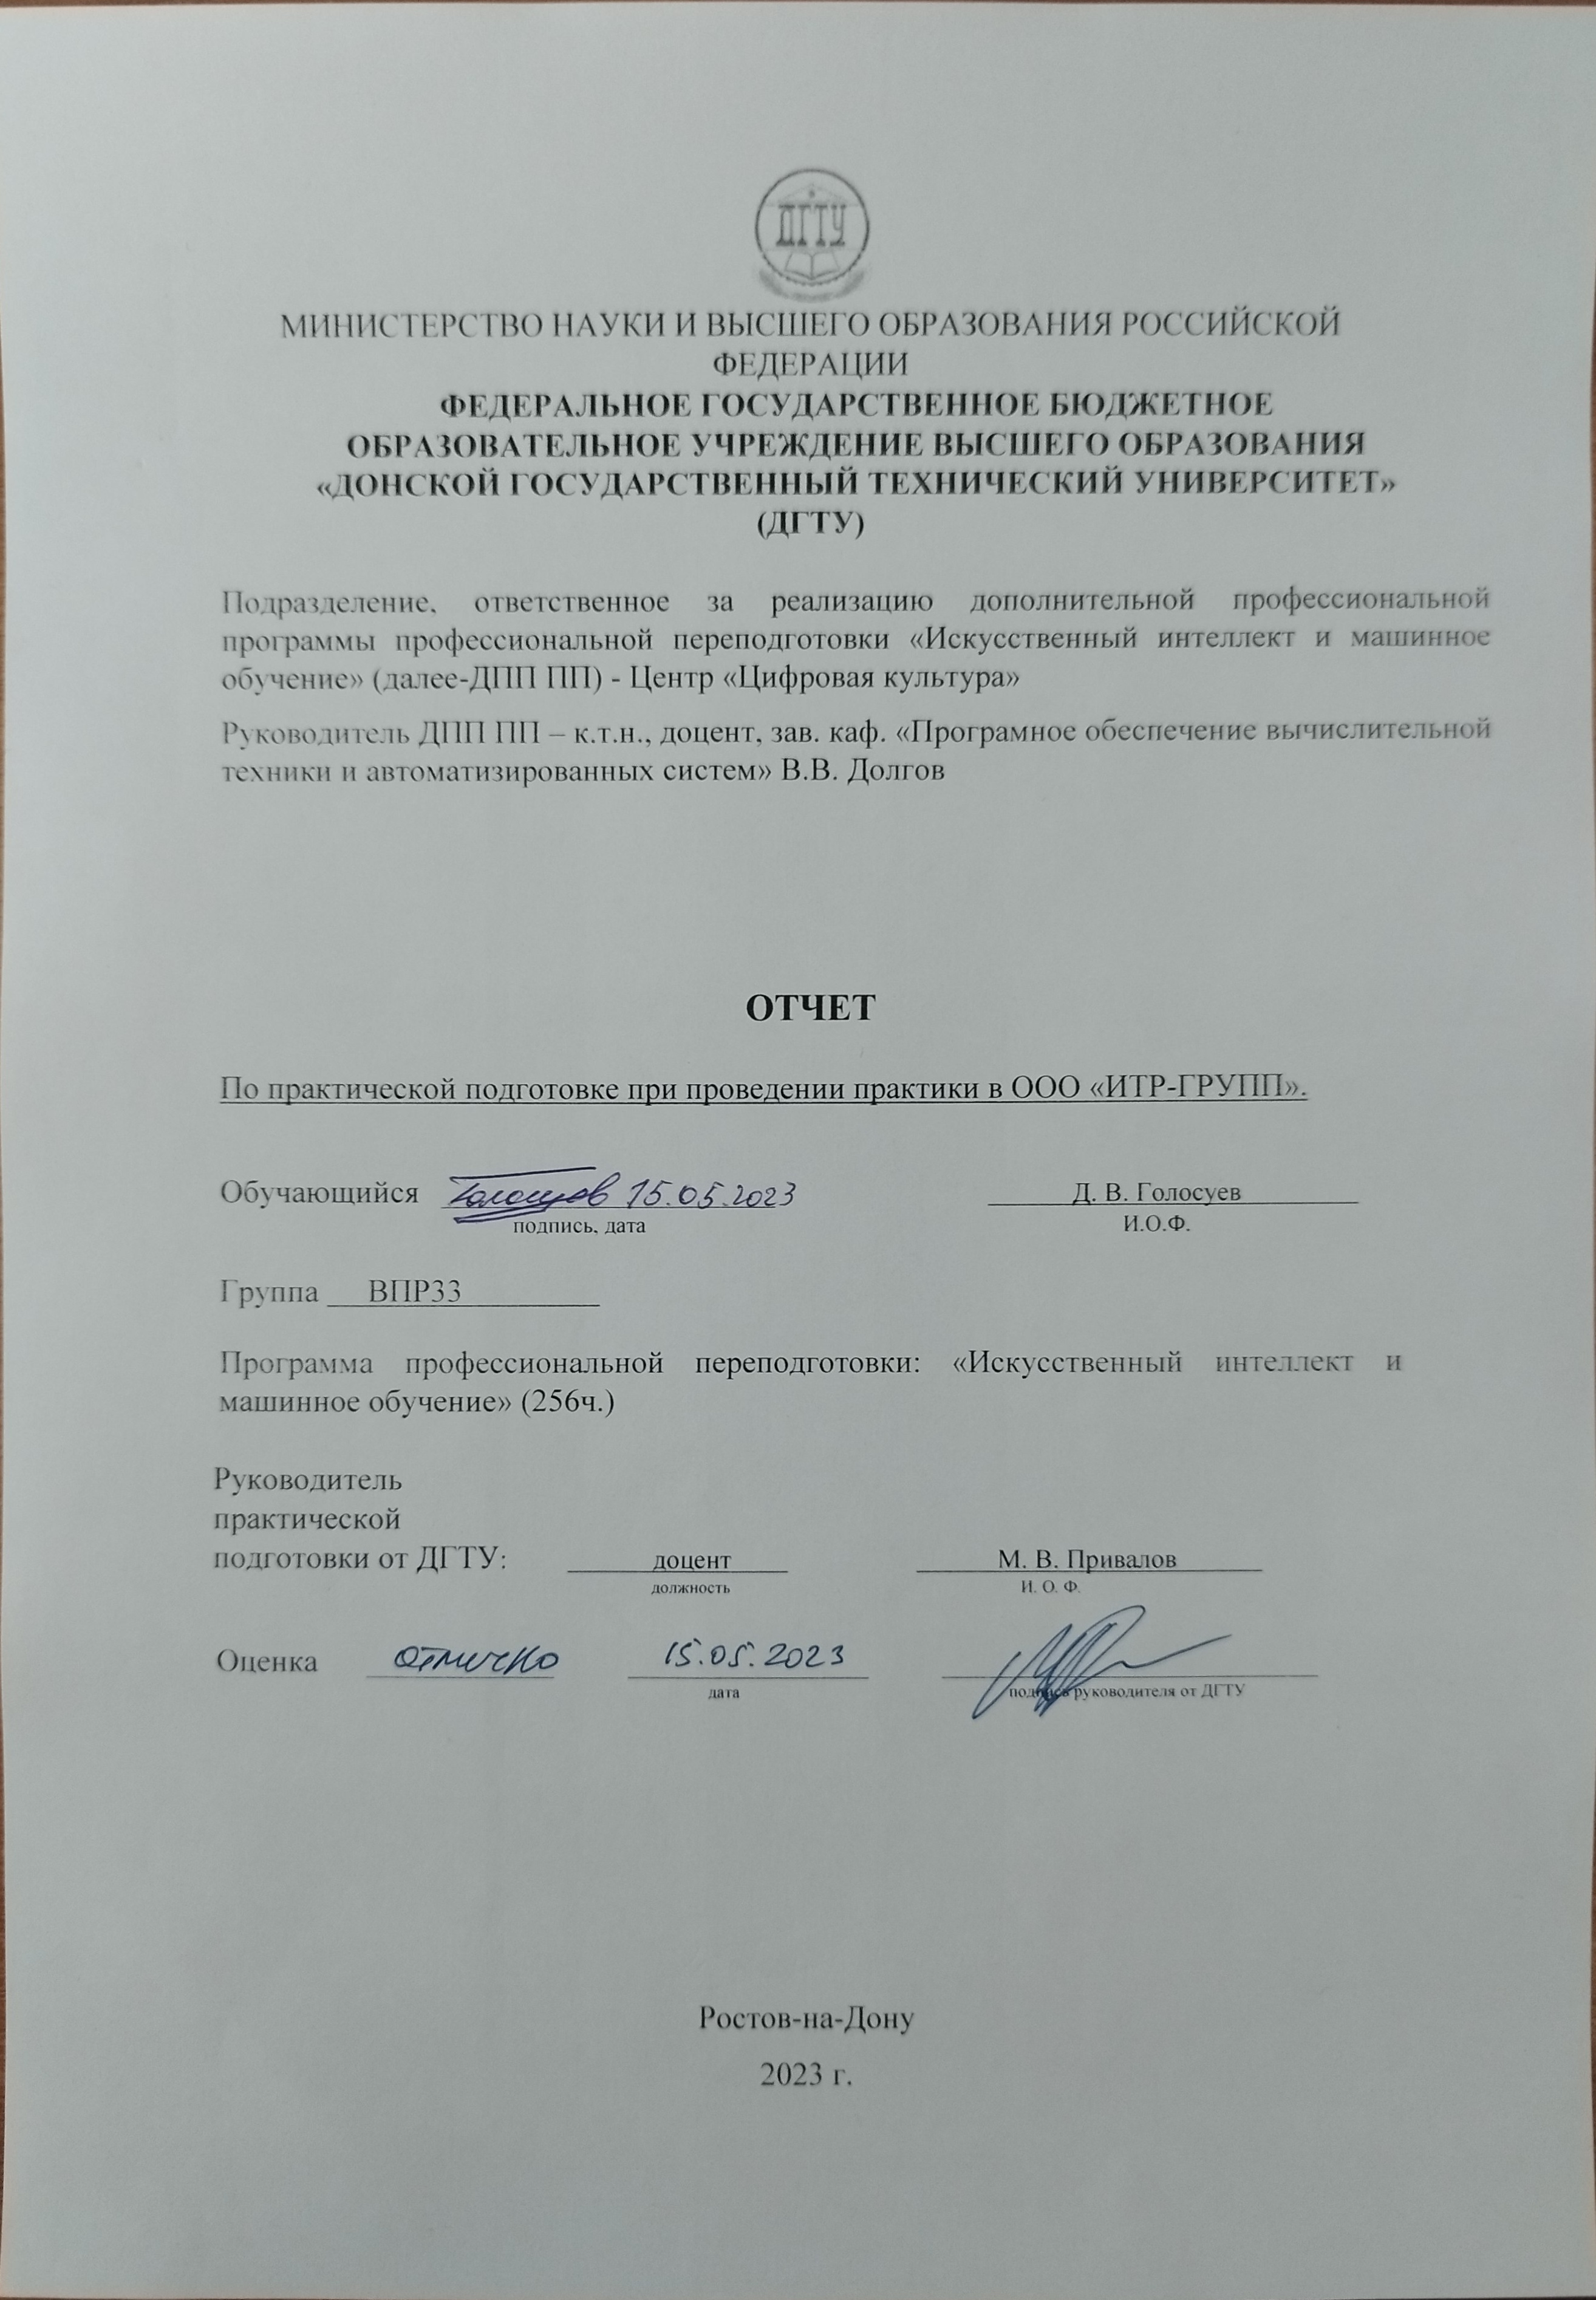 ДГТУ
МИНИСТЕРСТВО НАУКИ И ВЫСШЕГО ОБРАЗОВАНИЯ РОССИЙСКОЙ
ФЕДЕРАЦИИ
ФЕДЕРАЛЬНОЕ ГОСУДАРСТВЕННОЕ БЮДЖЕТНОЕ
ОБРАЗОВАТЕЛЬНОЕ УЧРЕЖДЕНИЕ ВЫСШЕГО ОБРАЗОВАНИЯ
«ДОНСКОЙ ГОСУДАРСТВЕННЫЙ ТЕХНИЧЕСКИЙ УНИВЕРСИТЕТ»
(ДГТУ)
Подразделение, ответственное за реализацию дополнительной профессиональной
программы профессиональной переподготовки «Искусственный интеллект и машинное
обучение» (далее-ДПП ПП) - Центр «Цифровая культура»
Руководитель ДПП ПП – к.т.н., доцент, зав. каф. «Програмное обеспечение вычислительной
техники и автоматизированных систем» В.В. Долгов
ОТЧЕТ
По практической подготовке при проведении практики в ООО «ИТР-ГРУПП».
Обучающийся 15.05.2023 Д. В. Голосуев
подпись, дата И.О.Ф.
Группа ВПР33
Программа профессиональной переподготовки: «Искусственный интеллект и
машинное обучение» (256ч.)
Руководитель
практической
подготовки от ДГТУ: доцент М. В. Привалов
должность И. О. Ф.
Оценка отлично 15.05.2023
дата подпись руководителя от ДГТУ
Ростов-на-Дону
2023 г.